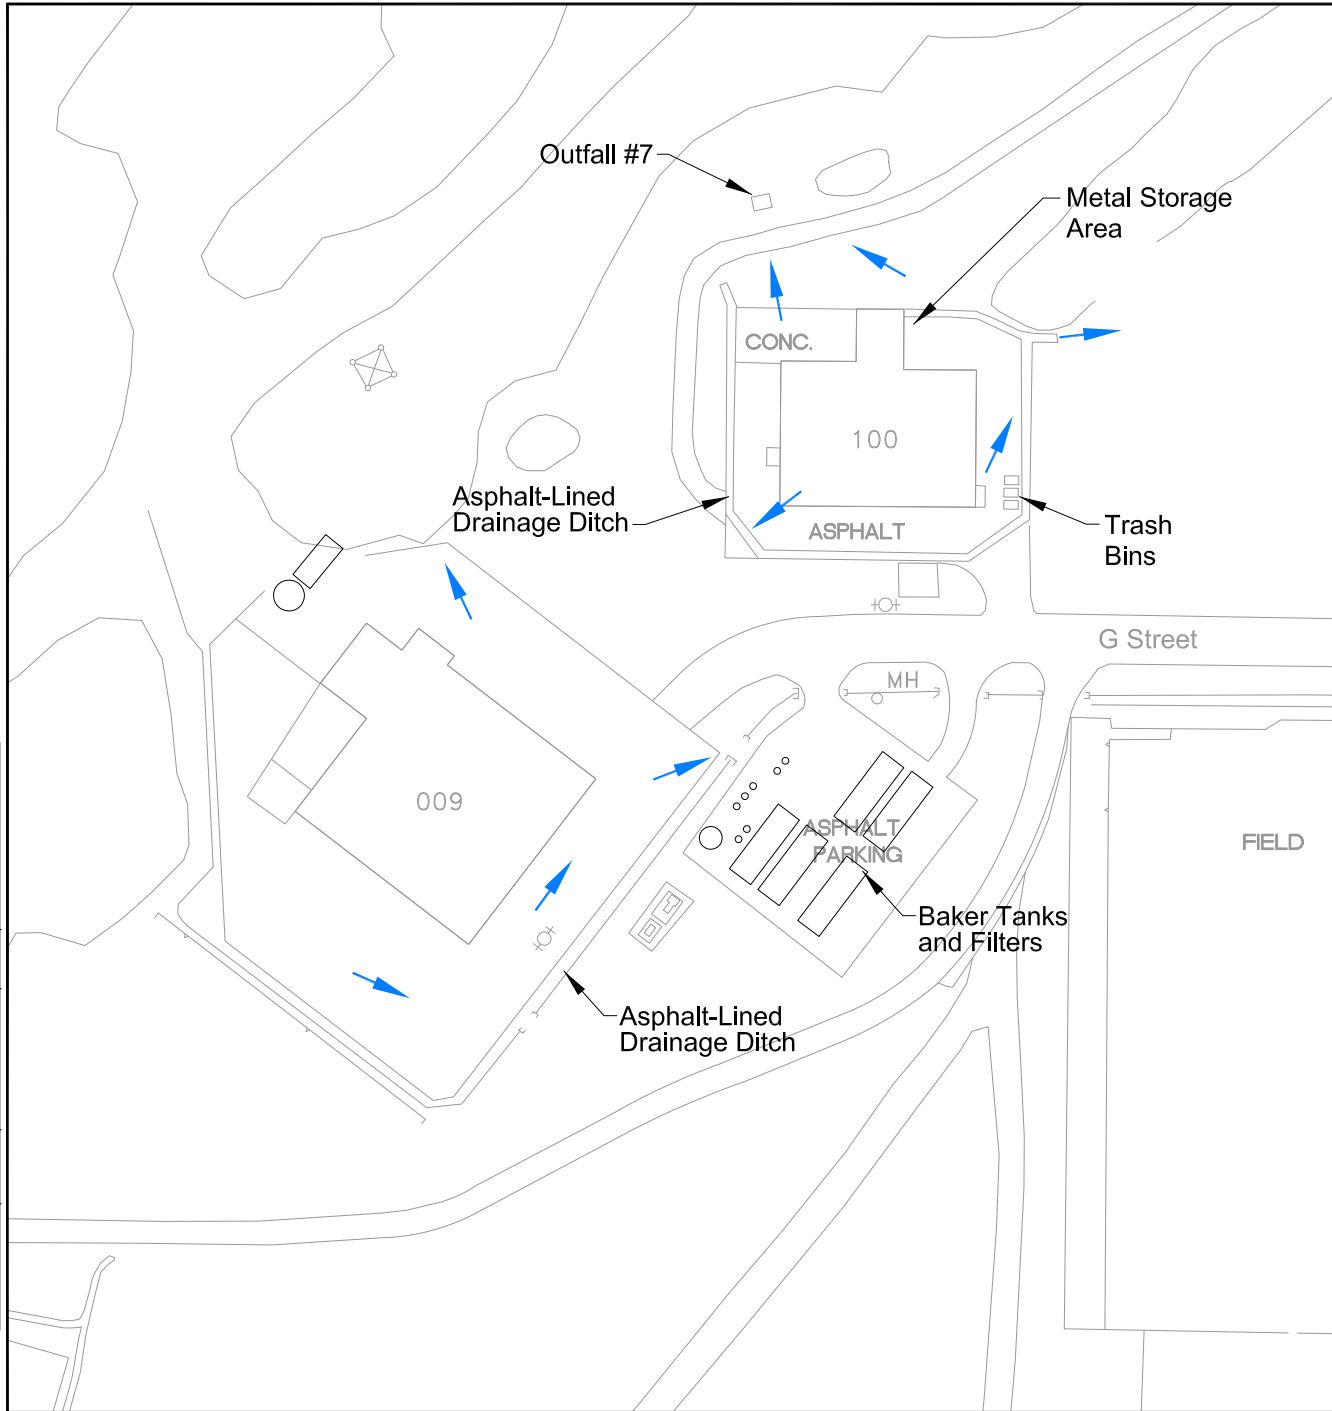 Outfall #7
Metal Storage
Area
CONC.
100
Asphalt-Lined
Drainage Ditch
ASPHALT
Trash
Bins
G Street
MH
009
ASPHALT
PARKING
FIELD
Baker Tanks
and Filters
Asphalt-Lined
Drainage Ditch